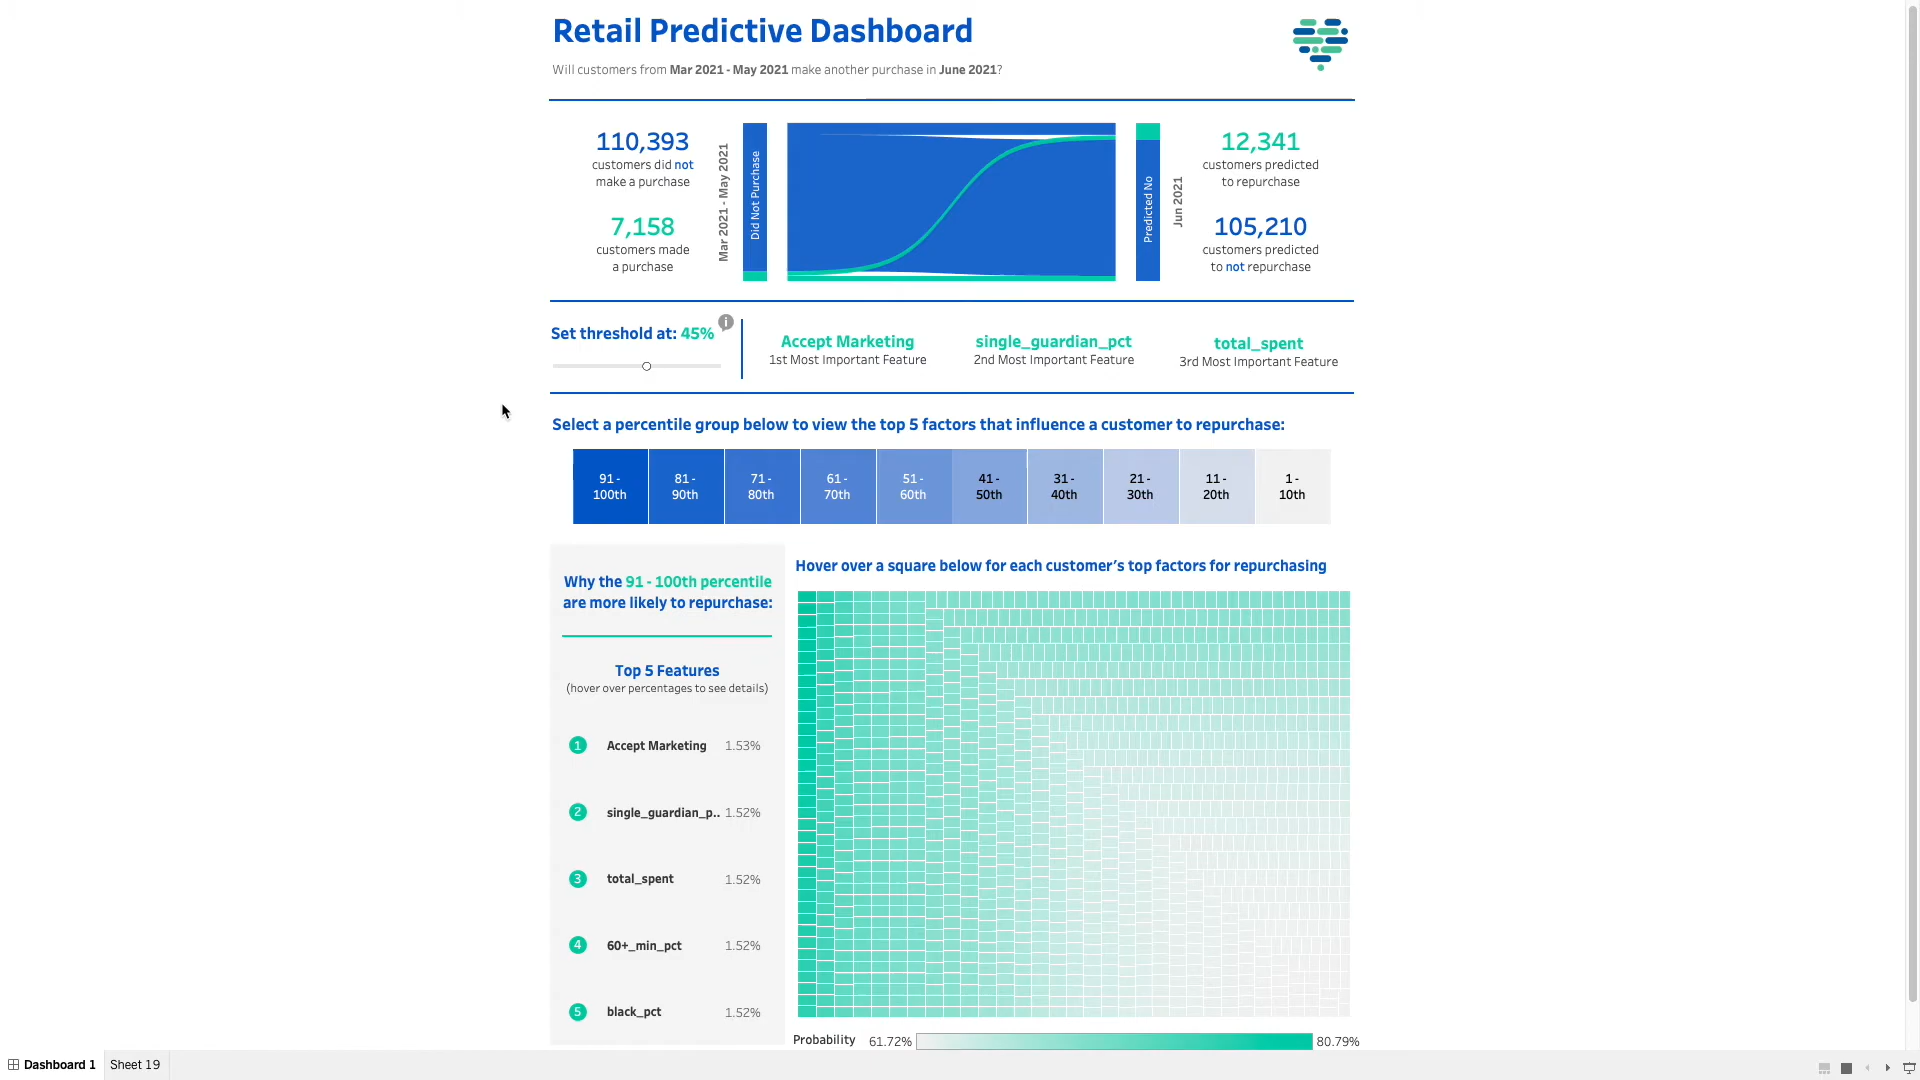 Retail Predictive Dashboard
Will customers from Mar 2021 - May 2021 make another purchase in June 2021?
110,393
customers did not
make a purchase
7,158
customers made
a purchase
Mar 2021 - May 2021
Did Not Purchase
Predicted No
Jun 2021
12,341
customers predicted
to repurchase
105,210
customers predicted
to not repurchase
Set threshold at: 45%
i
Accept Marketing
1st Most Important Feature
single_guardian_pct
2nd Most Important Feature
total_spent
3rd Most Important Feature
Select a percentile group below to view the top 5 factors that influence a customer to repurchase:
91 -
100th
81 -
90th
71 -
80th
61 -
70th
51 -
60th
41 -
50th
31 -
40th
21 -
30th
11 -
20th
1 -
10th
Why the 91 - 100th percentile
are more likely to repurchase:
Top 5 Features
(hover over percentages to see details)
1 Accept Marketing 1.53%
2 single_guardian_p.. 1.52%
3 total_spent 1.52%
4 60+_min_pct 1.52%
5 black_pct 1.52%
Hover over a square below for each customer's top factors for repurchasing
Probability 61.72% 80.79%
Dashboard 1 Sheet 19